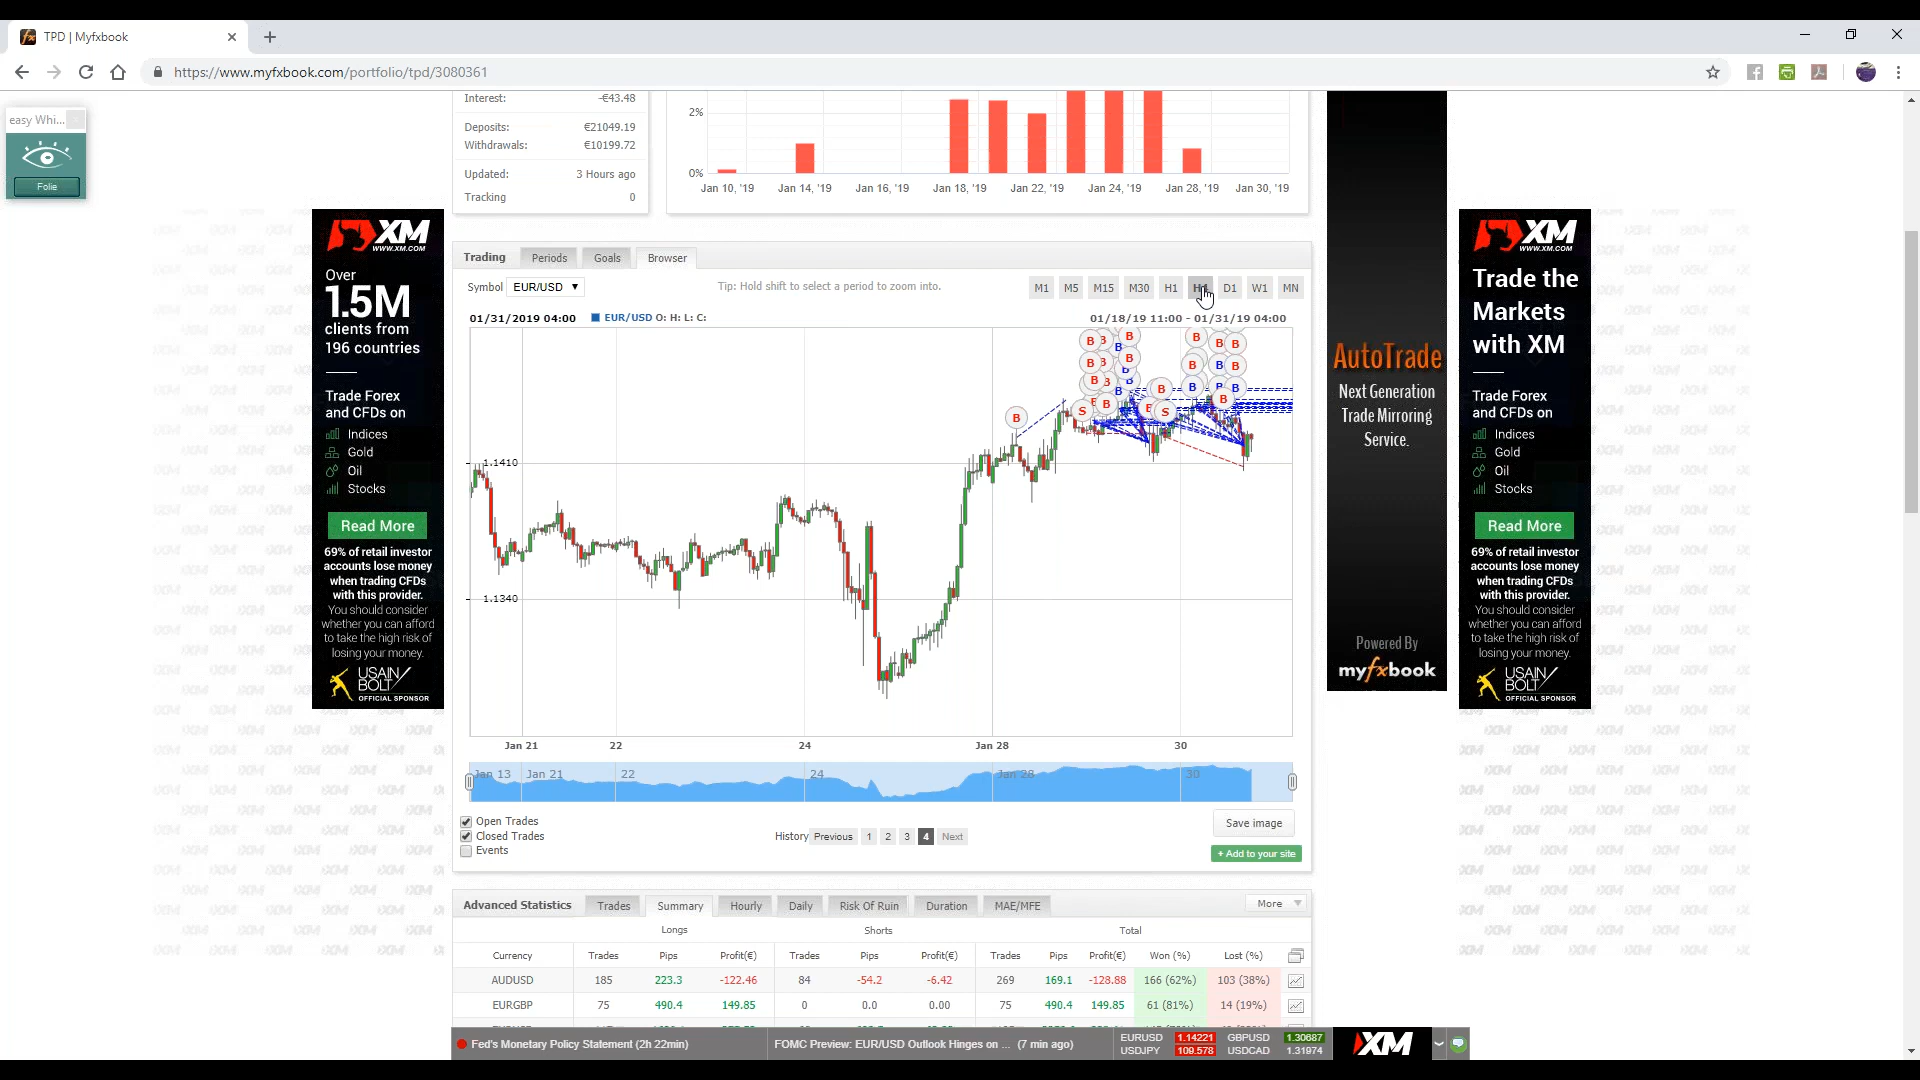 TPD | Myfxbook
https://www.myfxbook.com/portfolio/tpd/3080361
easy Whi...
Folie
Interest: -€43.48
Deposits: €21049.19
Withdrawals: €10199.72
Updated: 3 Hours ago
Tracking 0
2%
0%
Jan 10, '19 Jan 14, '19 Jan 16, '19 Jan 18, '19 Jan 22, '19 Jan 24, '19 Jan 28, '19 Jan 30, '19
XM
WWW.XM.COM
Over
1.5M
clients from
196 countries
Trade Forex
and CFDs on
Indices
Gold
Oil
Stocks
Read More
69% of retail investor
accounts lose money
when trading CFDs
with this provider.
You should consider
whether you can afford
to take the high risk of
losing your money.
USAIN
BOLT
OFFICIAL SPONSOR
Trading Periods Goals Browser
Symbol EUR/USD
Tip: Hold shift to select a period to zoom into.
M1 M5 M15 M30 H1 H4 D1 W1 MN
01/31/2019 04:00 EUR/USD O: H: L: C:
01/18/19 11:00 - 01/31/19 04:00
1.1410
1.1340
Jan 21 22 24 Jan 28 30
Jan 13 Jan 21 22 24 Jan 28 30
Open Trades
Closed Trades
Events
History Previous 1 2 3 4 Next
Save image
+ Add to your site
AutoTrade
Next Generation
Trade Mirroring
Service.
Powered By
myfxbook
XM
WWW.XM.COM
Trade the
Markets
with XM
Trade Forex
and CFDs on
Indices
Gold
Oil
Stocks
Read More
69% of retail investor
accounts lose money
when trading CFDs
with this provider.
You should consider
whether you can afford
to take the high risk of
losing your money.
USAIN
BOLT
OFFICIAL SPONSOR
Advanced Statistics Trades Summary Hourly Daily Risk Of Ruin Duration MAE/MFE More
Longs Shorts Total
Currency Trades Pips Profit(€) Trades Pips Profit(€) Trades Pips Profit(€) Won (%) Lost (%)
AUDUSD 185 223.3 -122.46 84 -54.2 -6.42 269 169.1 -128.88 166 (62%) 103 (38%)
EURGBP 75 490.4 149.85 0 0.0 0.00 75 490.4 149.85 61 (81%) 14 (19%)
Fed's Monetary Policy Statement (2h 22min)
FOMC Preview: EUR/USD Outlook Hinges on ... (7 min ago)
EURUSD 1.14221 GBPUSD 1.30687
USDJPY 109.578 USDCAD 1.31974
XM